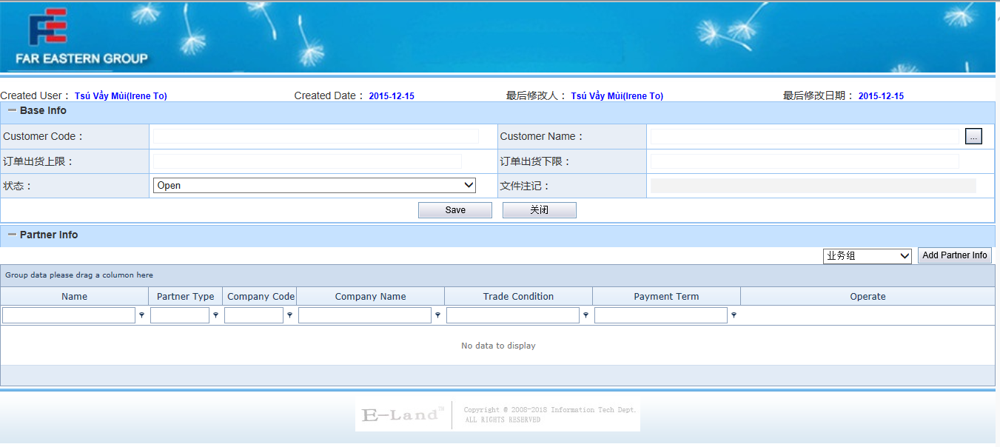 FAR EASTERN GROUP
Created User： Tsú Vẩy Mùi(Irene To) Created Date： 2015-12-15 最后修改人： Tsú Vẩy Mùi(Irene To) 最后修改日期： 2015-12-15
Base Info
Customer Code： Customer Name： ...
订单出货上限： 订单出货下限：
状态： Open 文件注记：
Save 关闭
Partner Info
业务组 Add Partner Info
Group data please drag a columon here
Name Partner Type Company Code Company Name Trade Condition Payment Term Operate
No data to display
E-Land™ Copyright © 2008-2018 Information Tech Dept.
ALL RIGHTS RESERVED